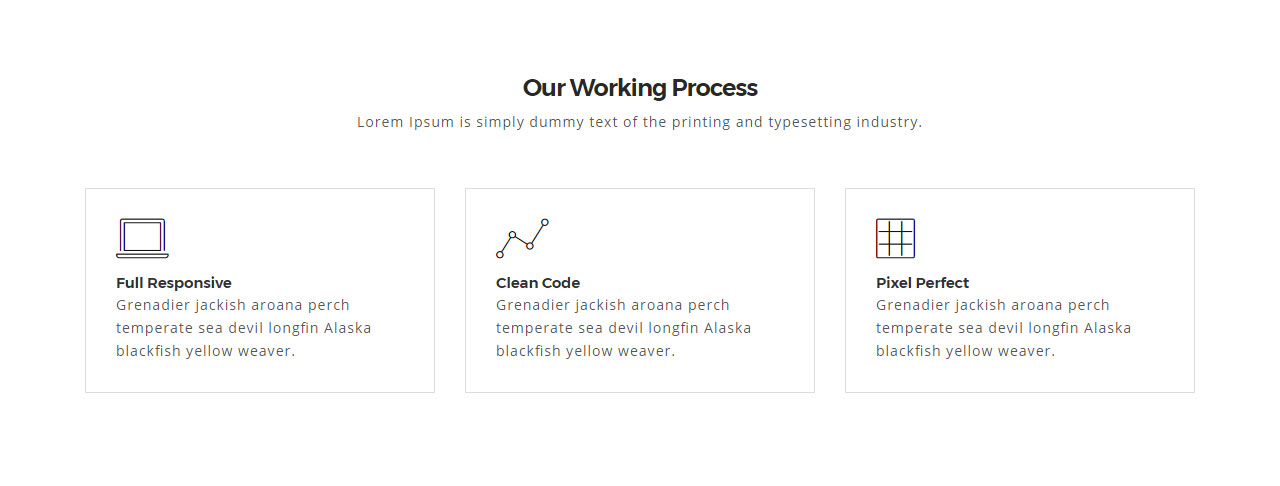 Our Working Process
Lorem Ipsum is simply dummy text of the printing and typesetting industry.
Full Responsive
Grenadier jackish aroana perch
temperate sea devil longfin Alaska
blackfish yellow weaver.
Clean Code
Grenadier jackish aroana perch
temperate sea devil longfin Alaska
blackfish yellow weaver.
Pixel Perfect
Grenadier jackish aroana perch
temperate sea devil longfin Alaska
blackfish yellow weaver.